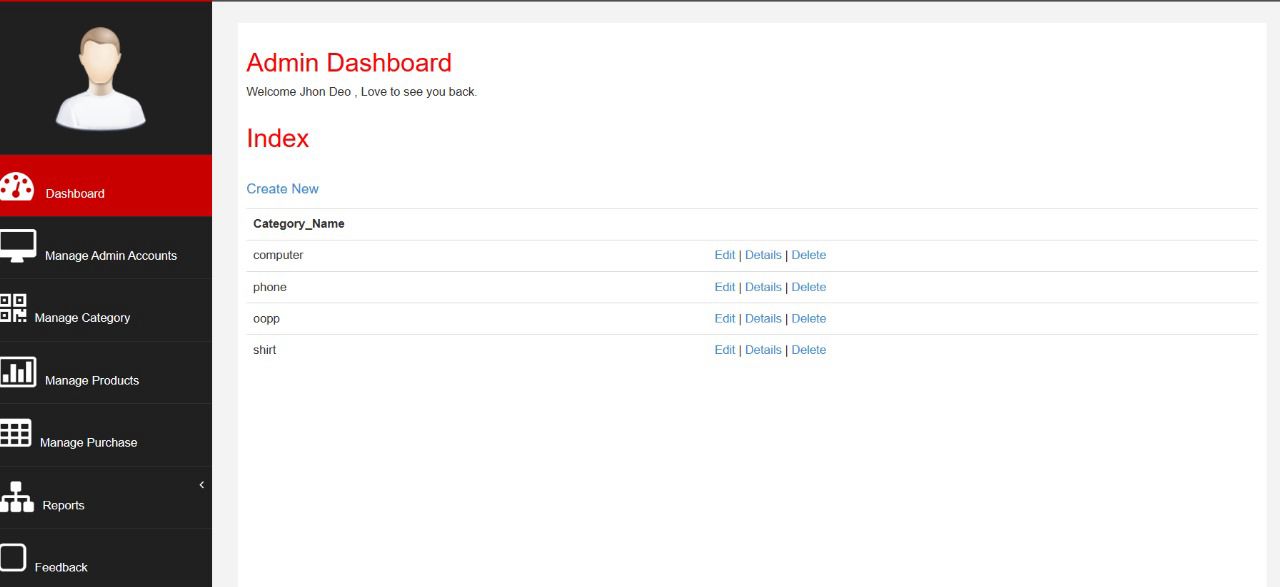 Dashboard
Manage Admin Accounts
Manage Category
Manage Products
Manage Purchase
Reports
Feedback
Admin Dashboard
Welcome Jhon Deo , Love to see you back.
Index
Create New
Category_Name
computer Edit | Details | Delete
phone Edit | Details | Delete
oopp Edit | Details | Delete
shirt Edit | Details | Delete